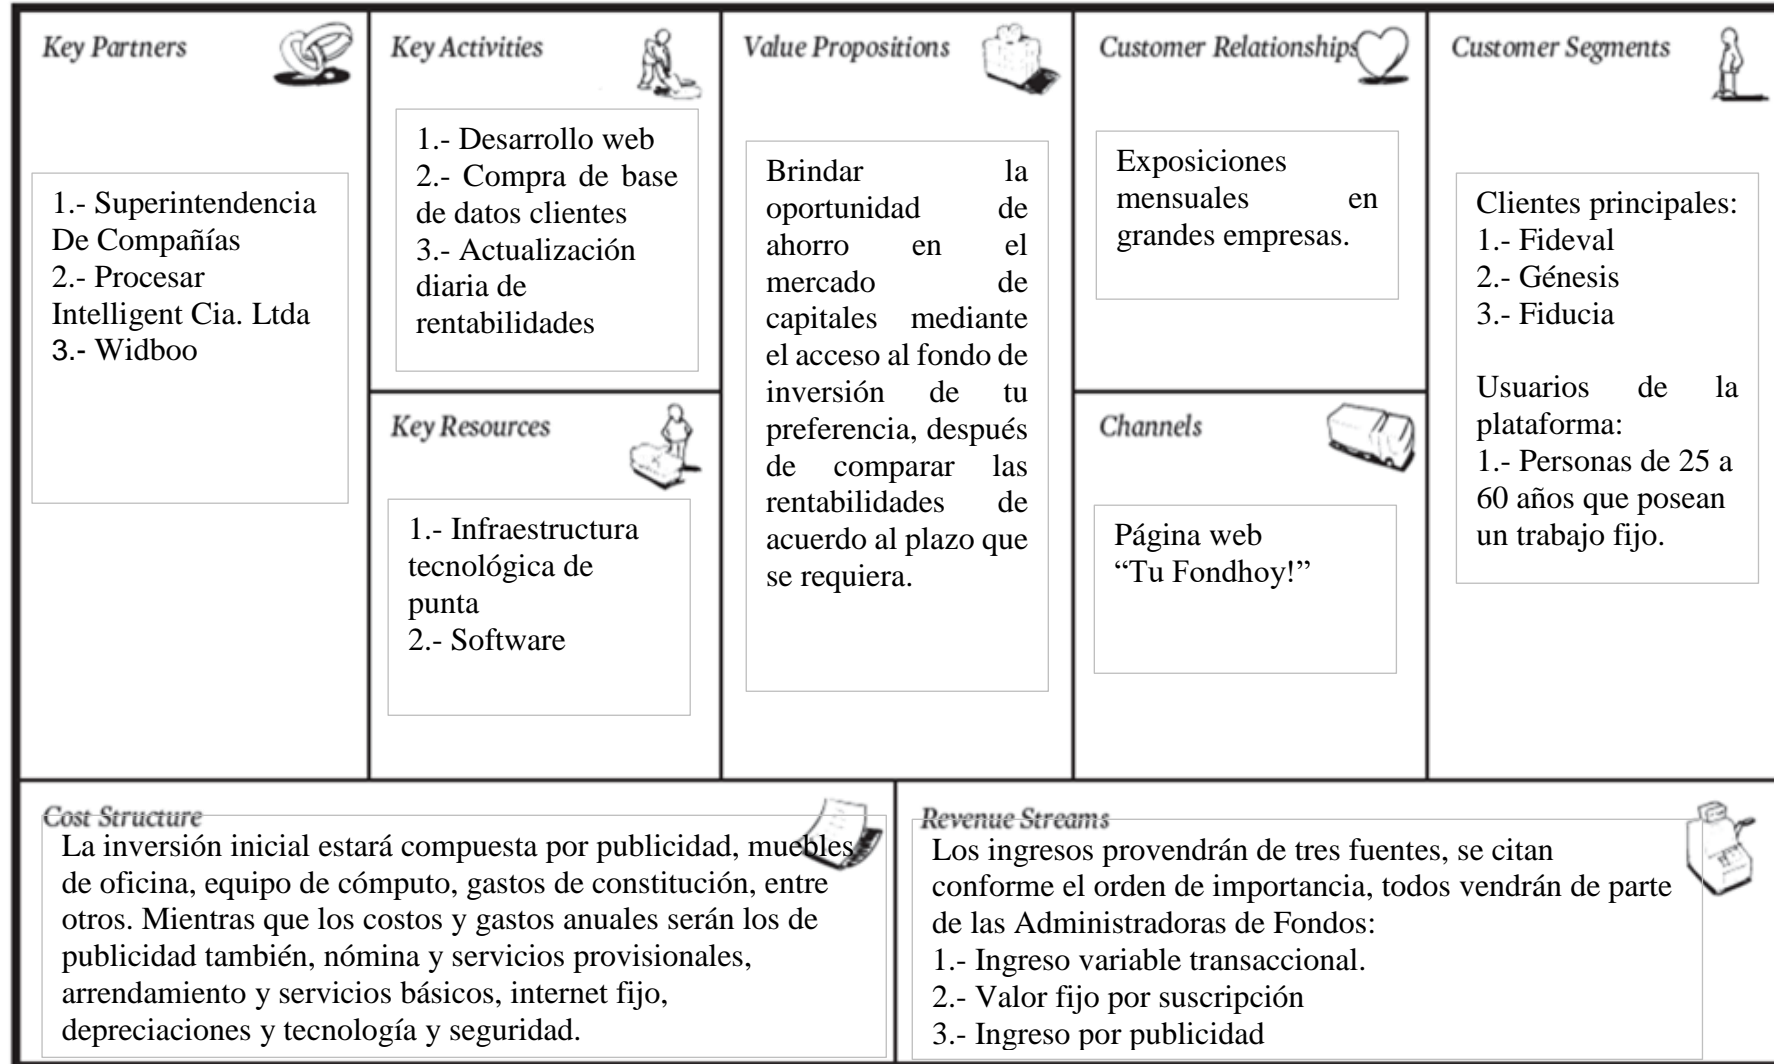 Key Partners
1.- Superintendencia
De Compañías
2.- Procesar
Intelligent Cia. Ltda
3.- Widboo
Key Activities
1.- Desarrollo web
2.- Compra de base
de datos clientes
3.- Actualización
diaria de
rentabilidades
Key Resources
1.- Infraestructura
tecnológica de
punta
2.- Software
Value Propositions
Brindar la
oportunidad de
ahorro en el
mercado de
capitales mediante
el acceso al fondo de
inversión de tu
preferencia, después
de comparar las
rentabilidades de
acuerdo al plazo que
se requiera.
Customer Relationships
Exposiciones
mensuales en
grandes empresas.
Channels
Página web
“Tu Fondhoy!”
Customer Segments
Clientes principales:
1.- Fideval
2.- Génesis
3.- Fiducia
Usuarios de la
plataforma:
1.- Personas de 25 a
60 años que posean
un trabajo fijo.
Cost Structure
La inversión inicial estará compuesta por publicidad, muebles
de oficina, equipo de cómputo, gastos de constitución, entre
otros. Mientras que los costos y gastos anuales serán los de
publicidad también, nómina y servicios provisionales,
arrendamiento y servicios básicos, internet fijo,
depreciaciones y tecnología y seguridad.
Revenue Streams
Los ingresos provendrán de tres fuentes, se citan
conforme el orden de importancia, todos vendrán de parte
de las Administradoras de Fondos:
1.- Ingreso variable transaccional.
2.- Valor fijo por suscripción
3.- Ingreso por publicidad